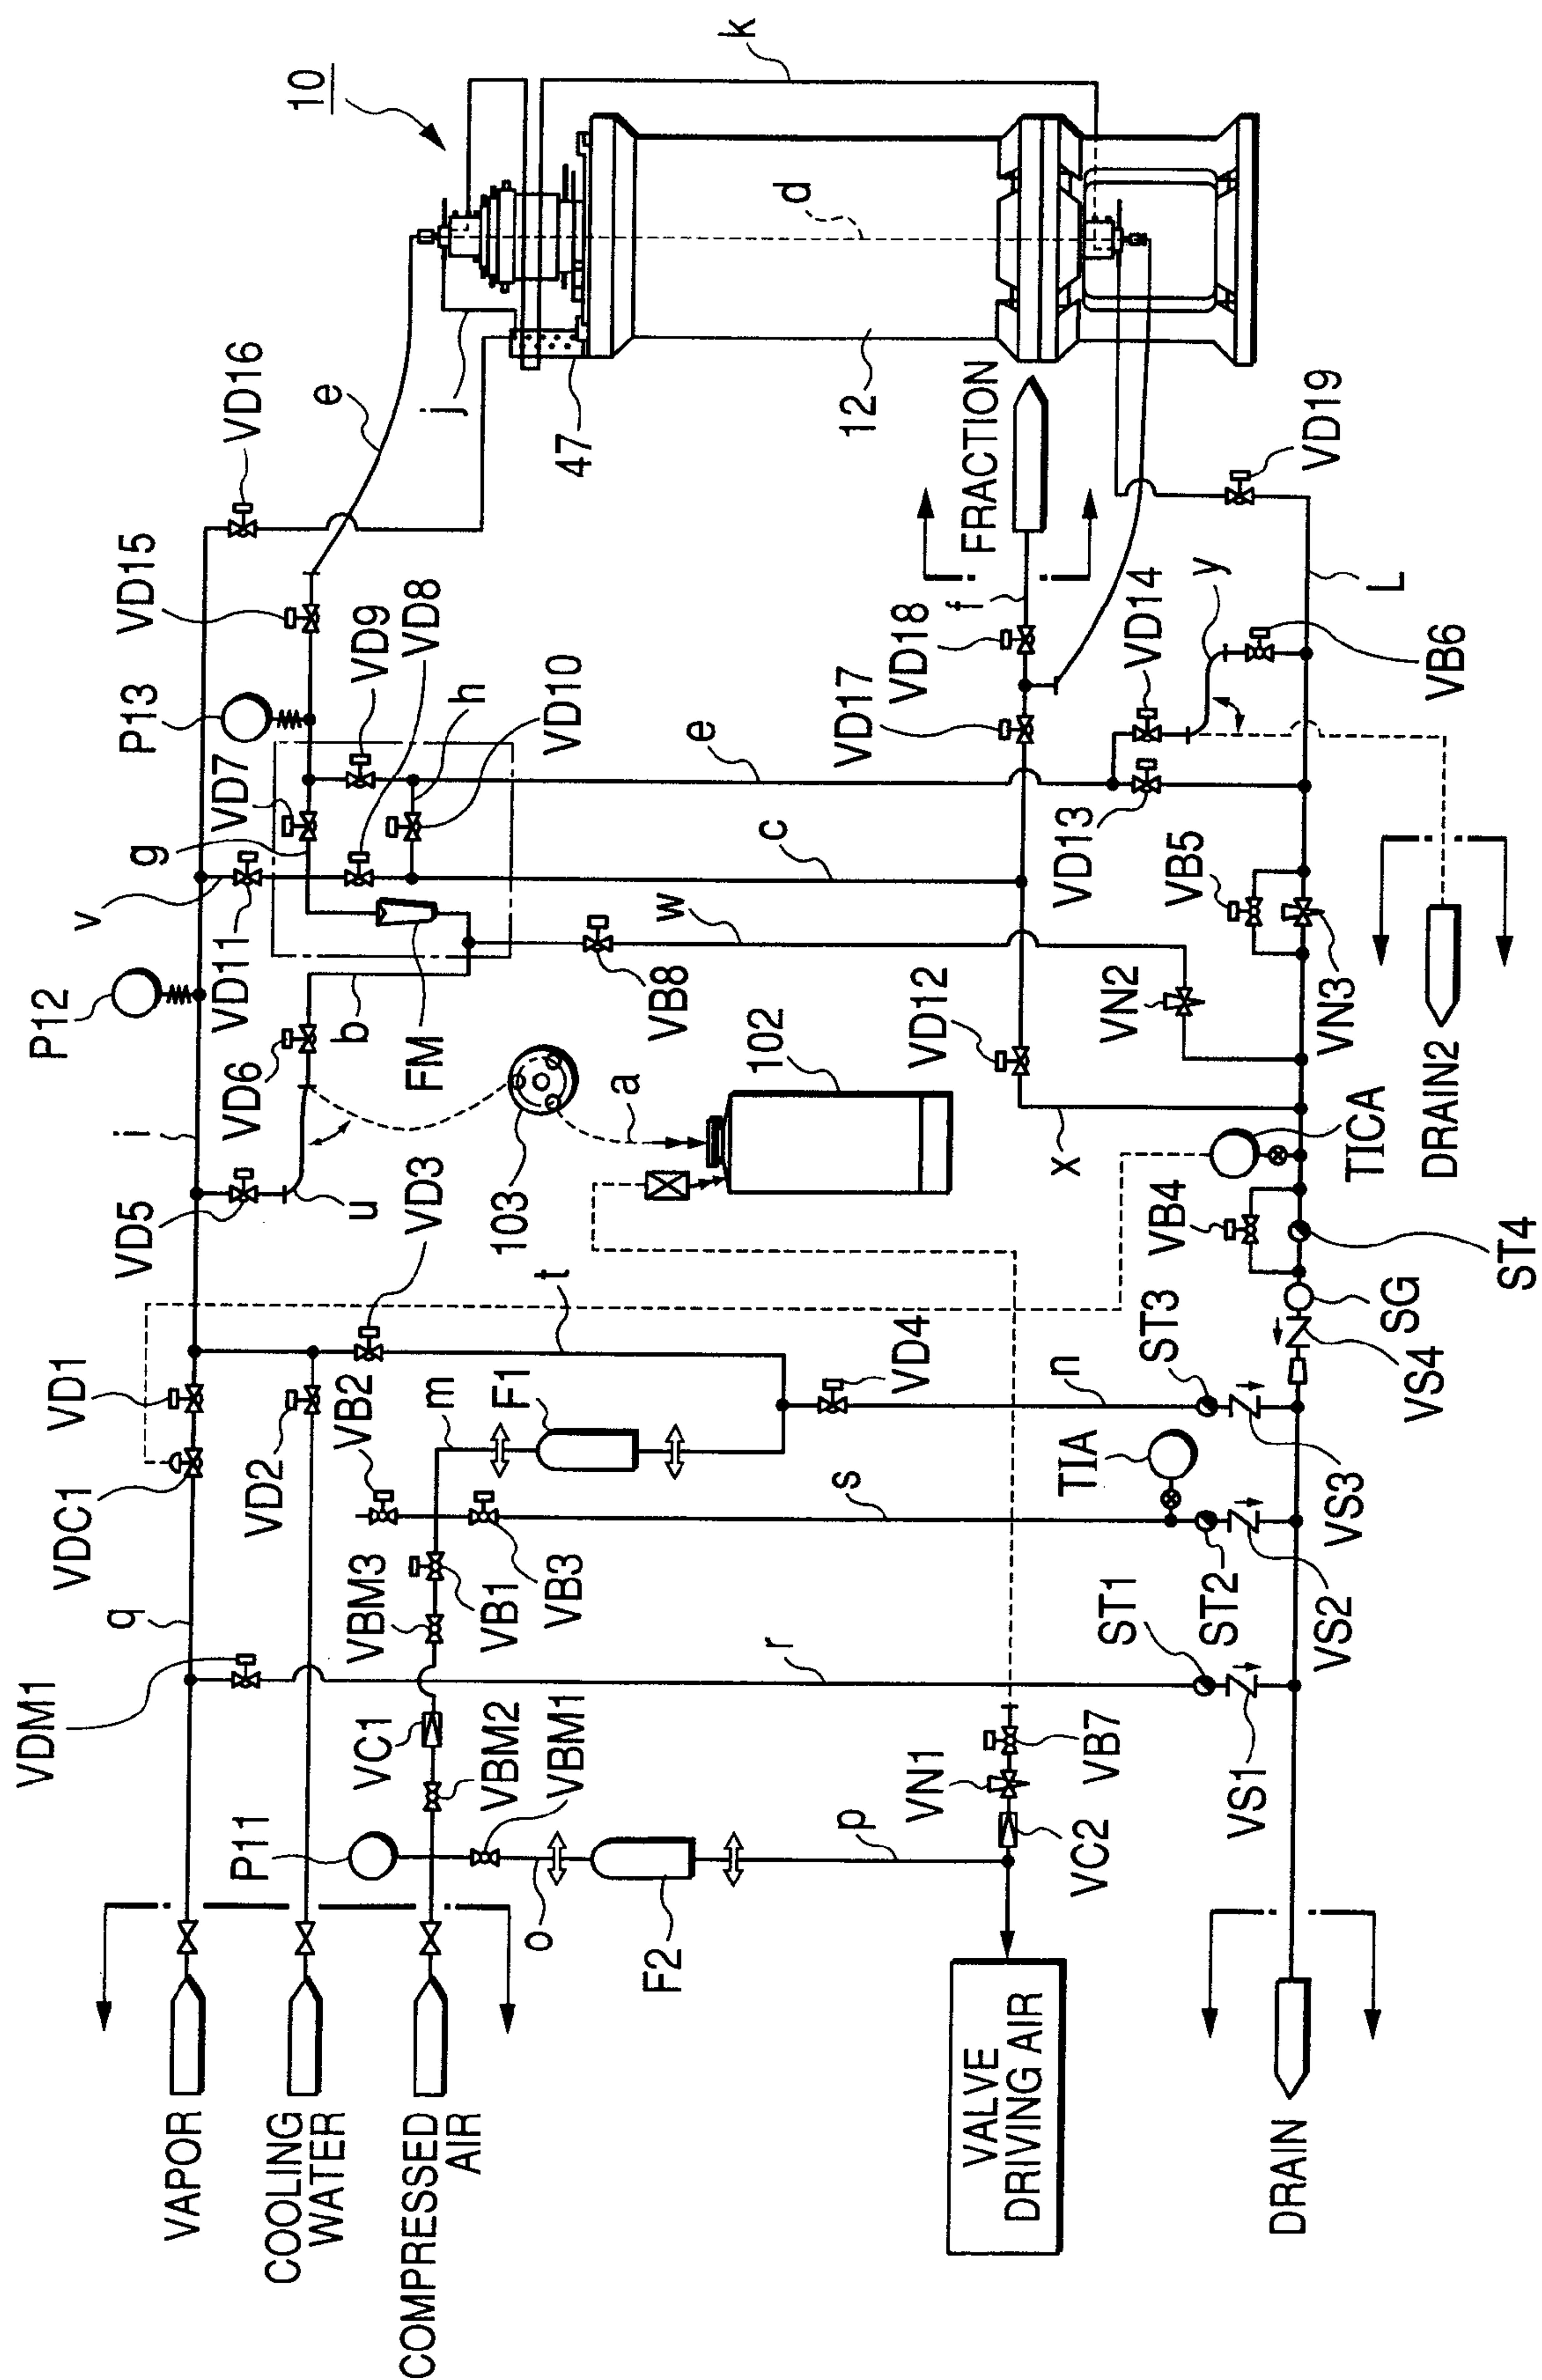 10
k
VD16
e
j
d
47
12
FRACTION
VD19
VD15
P13
VD9
VD8
VD7
h
VD10
g
v
VD11
P12
e
c
w
f
VD18
VD17
VD14
y
L
VB6
VD13
VB5
VN3
DRAIN2
i
VD6
b
FM
VB8
VD12
VN2
102
a
103
x
TICA
VD5
u
VD3
t
VB4
ST4
SG
VS4
ST3
VD4
n
VD1
VDC1
VD2
VB2
m
F1
TIA
s
VS3
q
VBM3
VB1
VB3
ST1
ST2
VS2
r
VDM1
VC1
VBM2
VBM1
P11
o
F2
p
VN1
VB7
VC2
VS1
VAPOR
COOLING
WATER
COMPRESSED
AIR
VALVE
DRIVING AIR
DRAIN